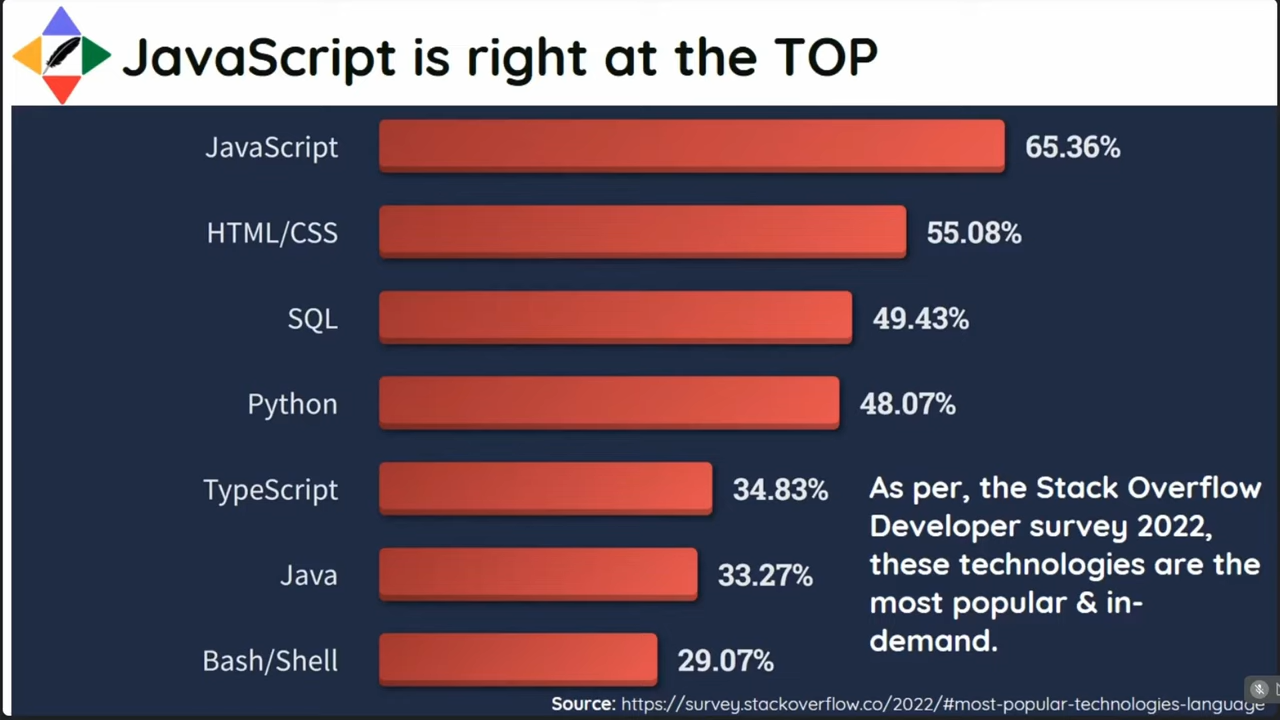 JavaScript is right at the TOP
JavaScript 65.36%
HTML/CSS 55.08%
SQL 49.43%
Python 48.07%
TypeScript 34.83%
Java 33.27%
Bash/Shell 29.07%
As per, the Stack Overflow
Developer survey 2022,
these technologies are the
most popular & in-
demand.
Source: https://survey.stackoverflow.co/2022/#most-popular-technologies-language